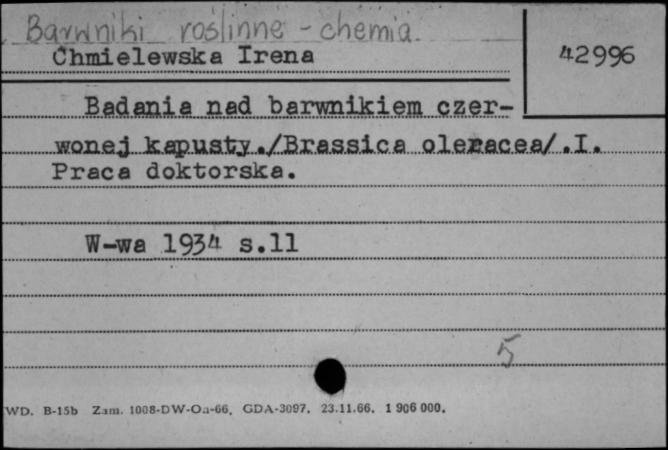 Barwniki roślinne - chemia.
Chmielewska Irena
42996
Badania nad barwnikiem czer-
wonej kapusty./Brassica oleracea/.I.
Praca doktorska.
W-wa 1934 s.11
5
WD. B-15b Zam. 1008-DW-Oa-66. GDA-3097. 23.11.66. 1 906 000.